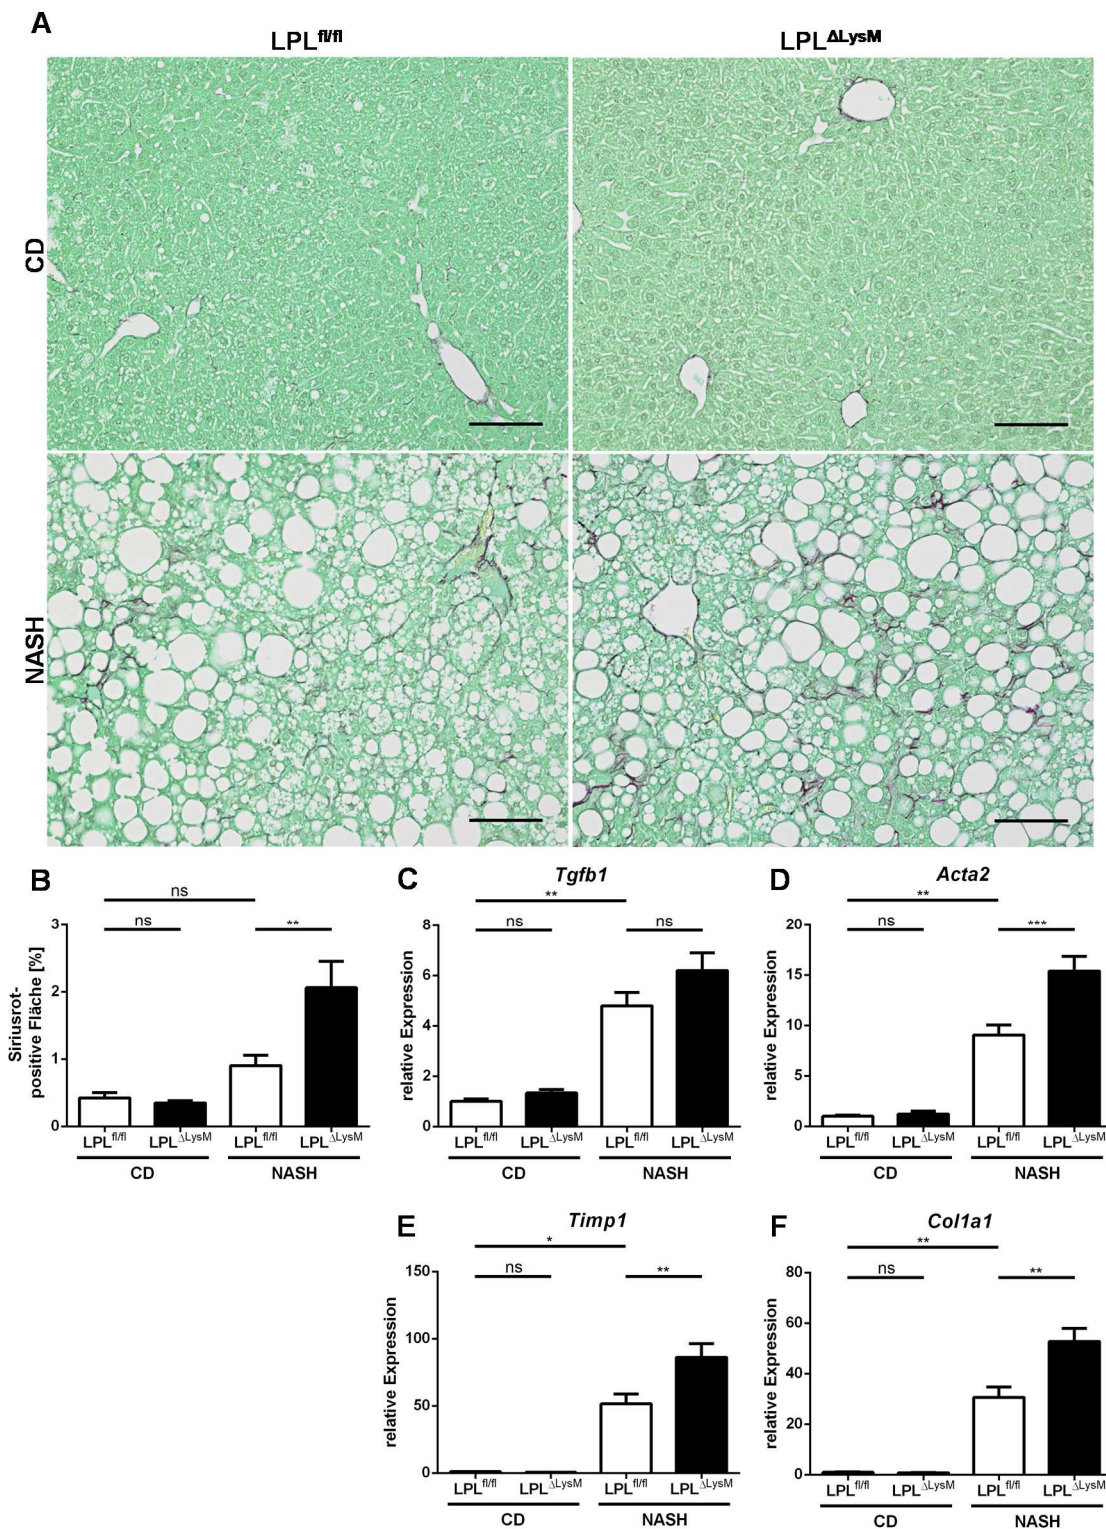 A
LPL^fl/fl
LPL^ΔLysM
CD
NASH
B
ns
ns
**
Siriusrot-
positive Fläche [%]
3
2
1
0
LPL^fl/fl LPL^ΔLysM LPL^fl/fl LPL^ΔLysM
CD NASH
C
Tgfb1
**
ns
ns
relative Expression
8
6
4
2
0
LPL^fl/fl LPL^ΔLysM LPL^fl/fl LPL^ΔLysM
CD NASH
D
Acta2
**
ns
***
relative Expression
20
15
10
5
0
LPL^fl/fl LPL^ΔLysM LPL^fl/fl LPL^ΔLysM
CD NASH
E
Timp1
*
ns
**
relative Expression
150
100
50
0
LPL^fl/fl LPL^ΔLysM LPL^fl/fl LPL^ΔLysM
CD NASH
F
Col1a1
**
ns
**
relative Expression
80
60
40
20
0
LPL^fl/fl LPL^ΔLysM LPL^fl/fl LPL^ΔLysM
CD NASH